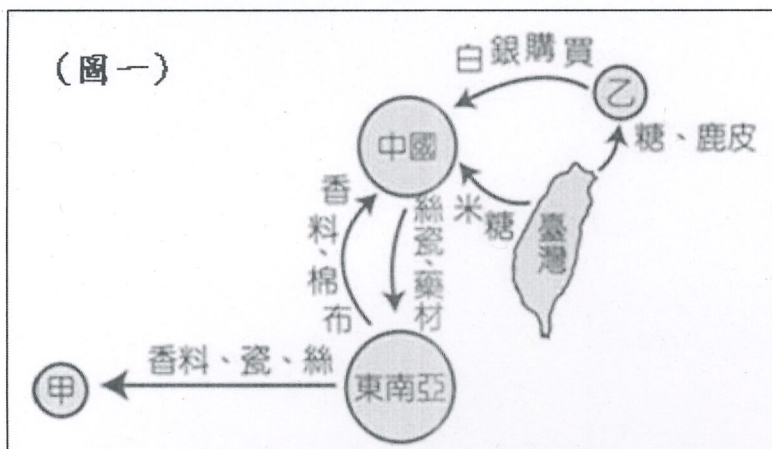 （圖一）
白銀購買
乙
中國
糖、鹿皮
米糖
臺灣
香料、棉布
絲瓷、藥材
香料、瓷、絲
甲
東南亞